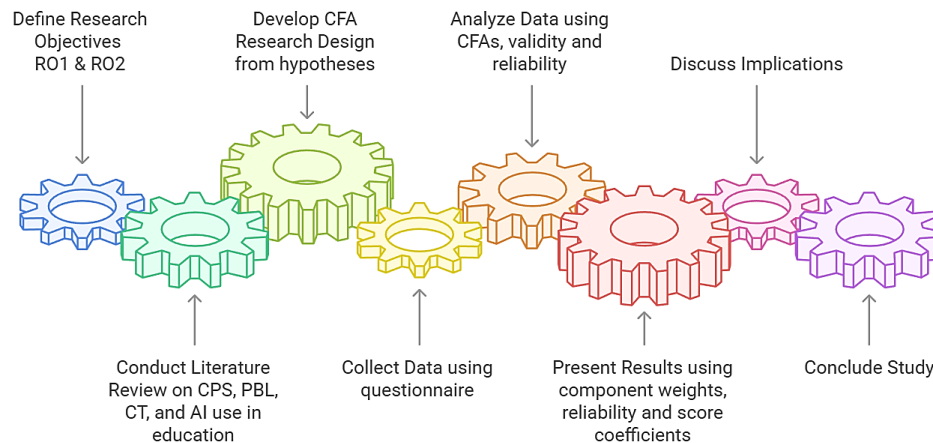 Define Research
Objectives
RO1 & RO2
Develop CFA
Research Design
from hypotheses
Analyze Data using
CFAs, validity and
reliability
Discuss Implications
Conduct Literature
Review on CPS, PBL,
CT, and AI use in
education
Collect Data using
questionnaire
Present Results using
component weights,
reliability and score
coefficients
Conclude Study